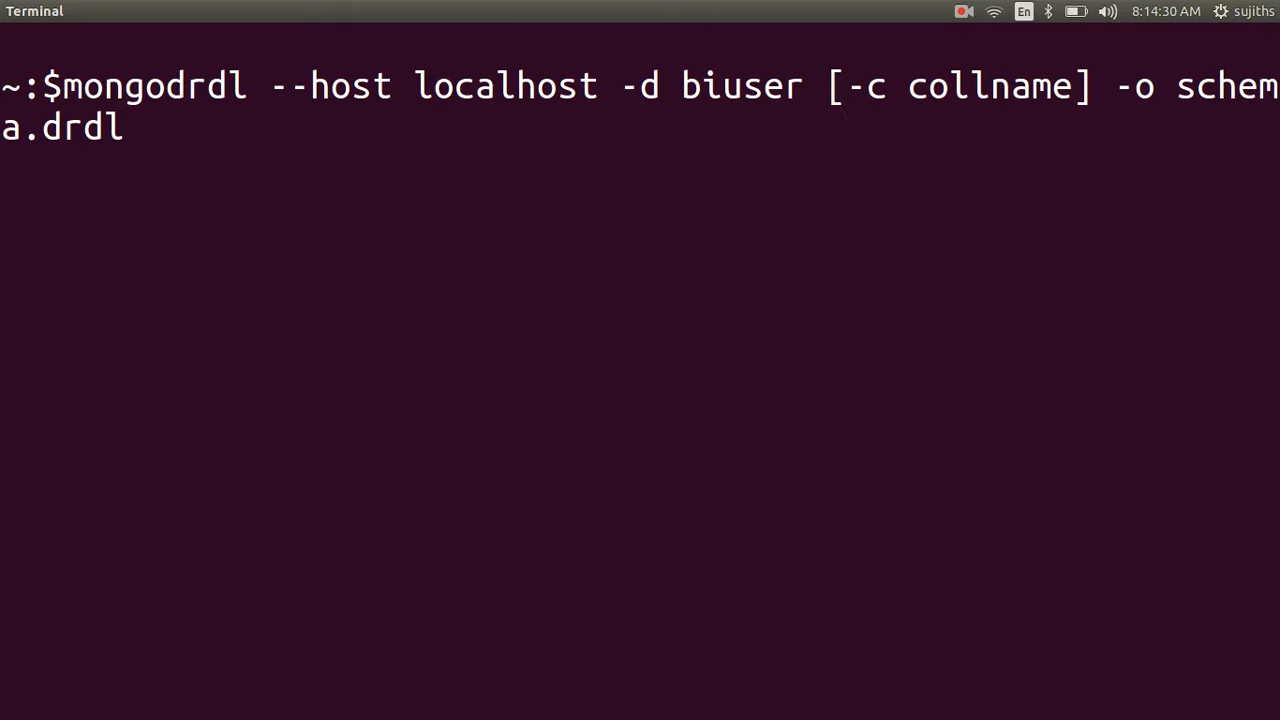 Terminal En 8:14:30 AM sujiths
~:$mongodrdl --host localhost -d biuser [-c collname] -o schem
a.drdl